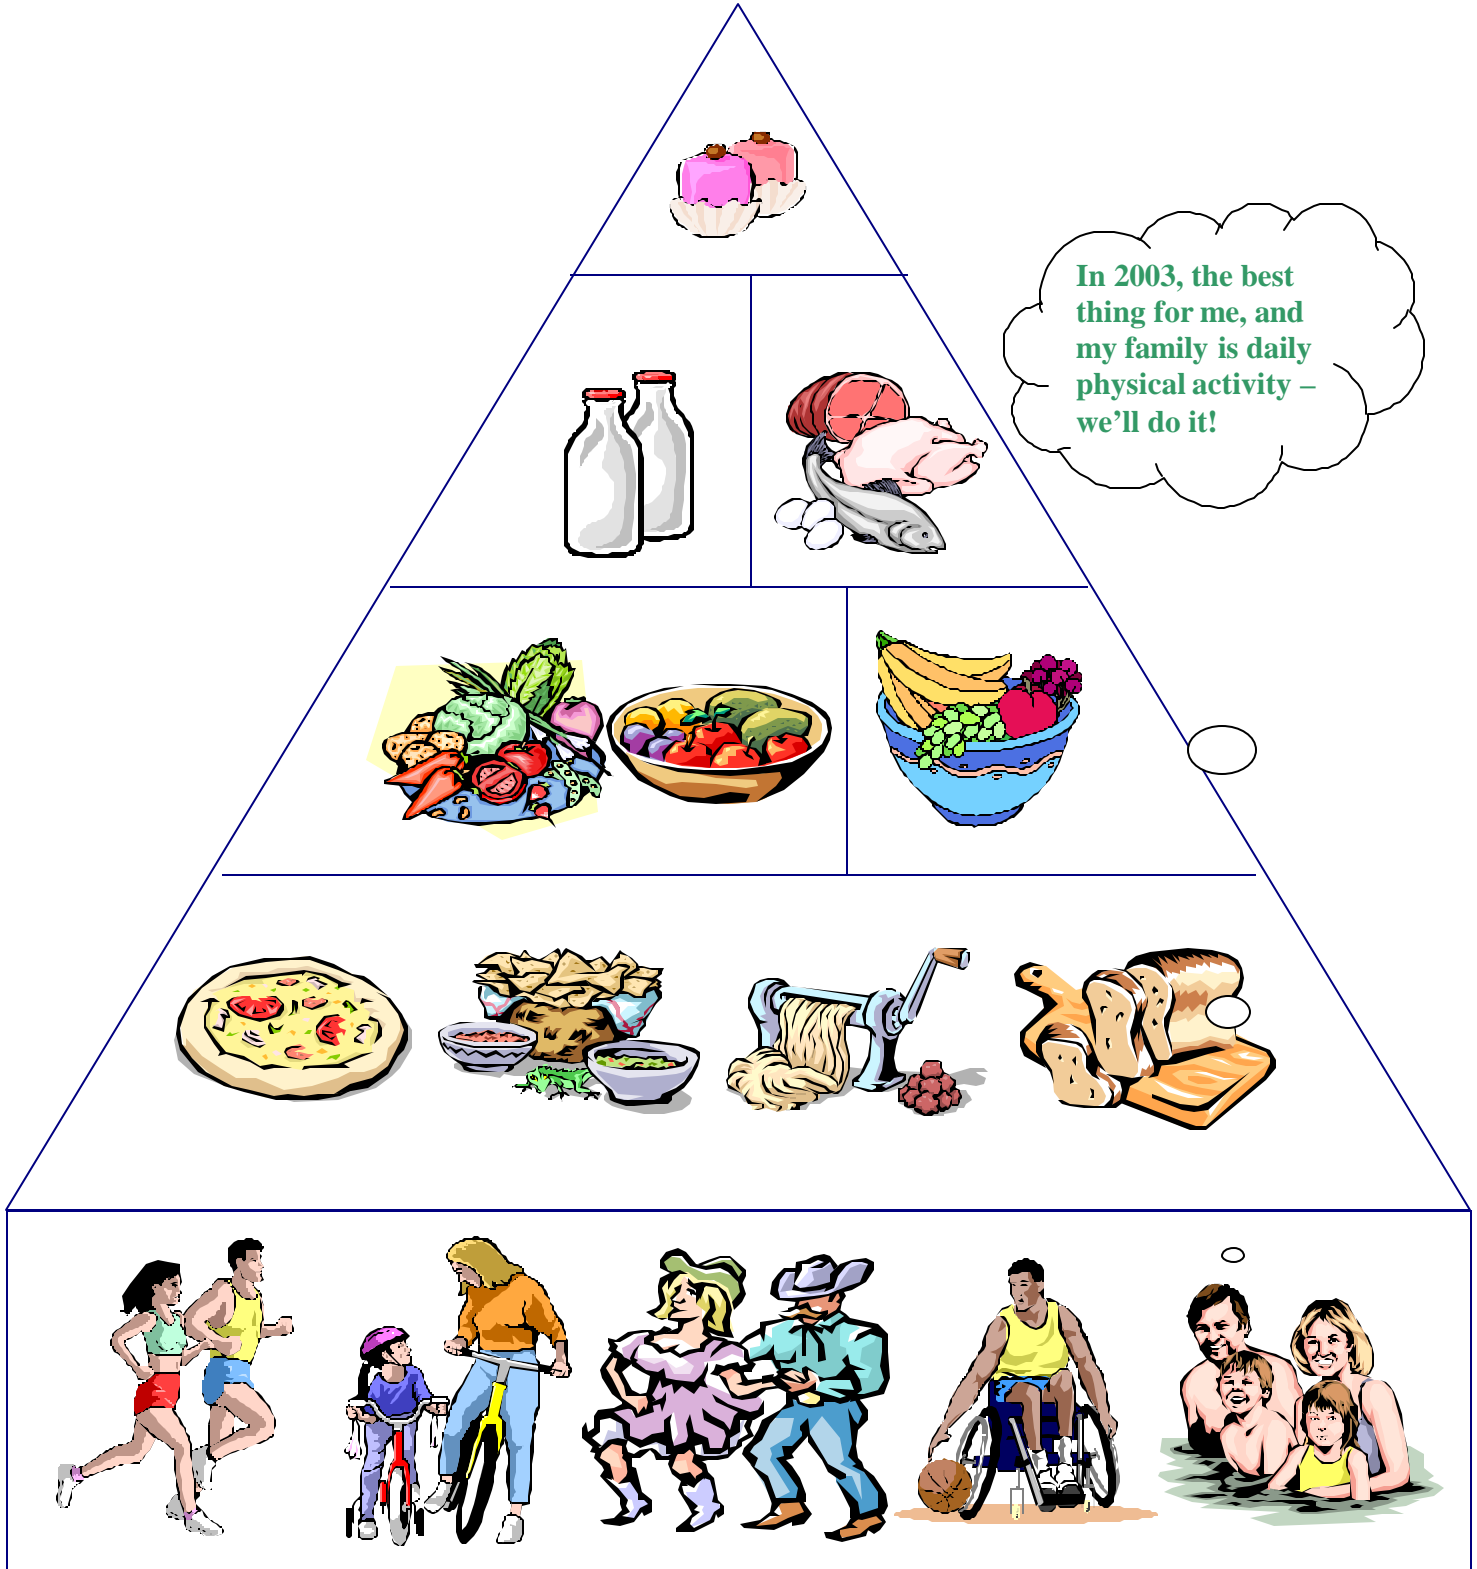 In 2003, the best
thing for me, and
my family is daily
physical activity –
we’ll do it!